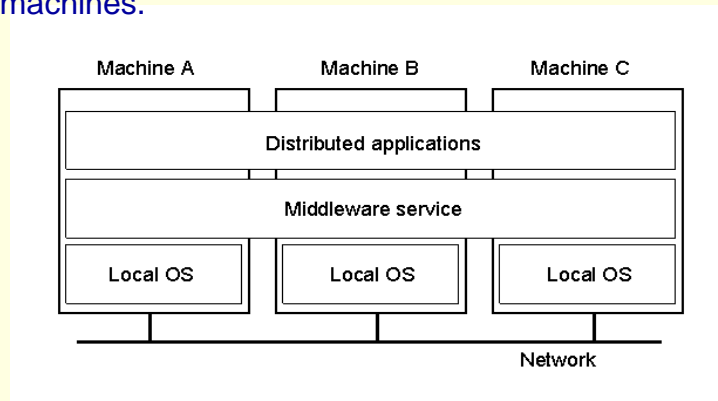 machines.
Machine A Machine B Machine C
Distributed applications
Middleware service
Local OS Local OS Local OS
Network